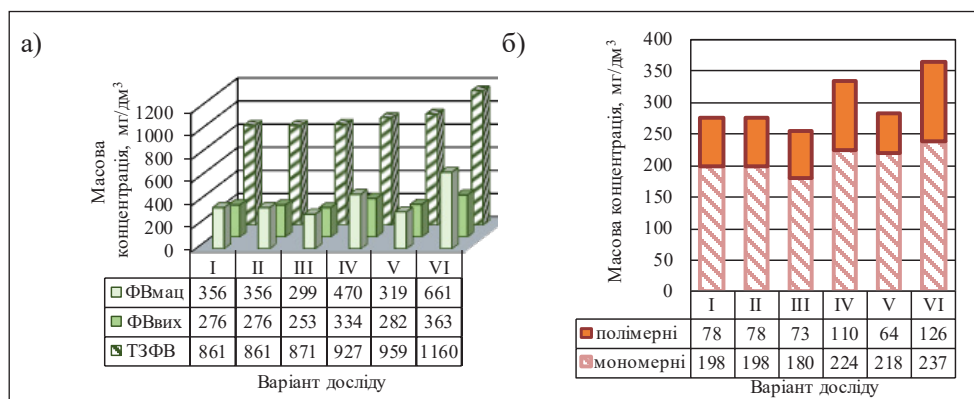 а)
Масова
концентрація, мг/дм³
1200
1000
800
600
400
200
0
I II III IV V VI
ФВмац 356 356 299 470 319 661
ФВвих 276 276 253 334 282 363
ТЗФВ 861 861 871 927 959 1160
Варіант досліду
б)
Масова концентрація, мг/дм³
400
350
300
250
200
150
100
50
0
I II III IV V VI
полімерні 78 78 73 110 64 126
мономерні 198 198 180 224 218 237
Варіант досліду